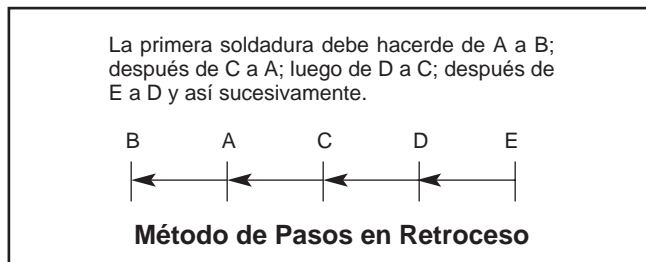 La primera soldadura debe hacerde de A a B;
después de C a A; luego de D a C; después de
E a D y así sucesivamente.
B A C D E
Método de Pasos en Retroceso